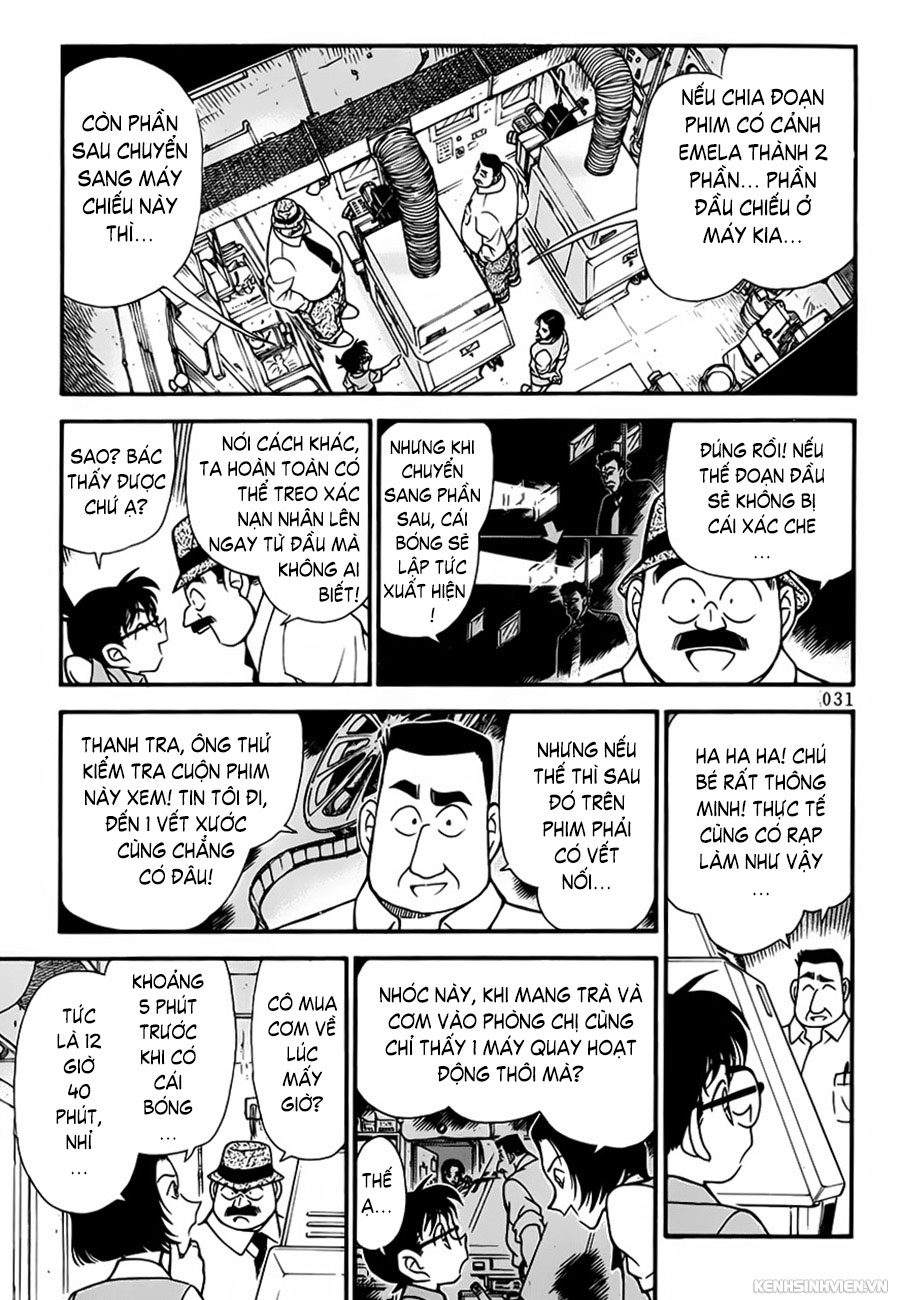 NẾU CHIA ĐOẠN
PHIM CÓ CẢNH
EMELA THÀNH 2
PHẦN... PHẦN
ĐẦU CHIẾU Ở
MÁY KIA...
CÒN PHẦN
SAU CHUYỂN
SANG MÁY
CHIẾU NÀY
THÌ...
ĐÚNG RỒI! NẾU
THẾ ĐOẠN ĐẦU
SẼ KHÔNG BỊ
CÁI XÁC CHE
...
NHƯNG KHI
CHUYỂN
SANG PHẦN
SAU, CÁI
BÓNG SẼ
LẬP TỨC
XUẤT HIỆN
!
NÓI CÁCH KHÁC,
TA HOÀN TOÀN CÓ
THỂ TREO XÁC
NẠN NHÂN LÊN
NGAY TỪ ĐẦU MÀ
KHÔNG AI
BIẾT!
SAO? BÁC
THẤY ĐƯỢC
CHỨ Ạ?
031
HA HA HA! CHÚ
BÉ RẤT THÔNG
MINH! THỰC TẾ
CŨNG CÓ RẠP
LÀM NHƯ VẬY
...
NHƯNG NẾU
THẾ THÌ SAU
ĐÓ TRÊN
PHIM PHẢI
CÓ VẾT
NỐI...
THANH TRA, ÔNG THỬ
KIỂM TRA CUỘN PHIM
NÀY XEM! TIN TÔI ĐI,
ĐẾN 1 VẾT XƯỚC
CŨNG CHẲNG
CÓ ĐÂU!
NHÓC NÀY, KHI MANG TRÀ VÀ
CƠM VÀO PHÒNG CHỊ CŨNG
CHỈ THẤY 1 MÁY QUAY HOẠT
ĐỘNG THÔI MÀ?
THẾ
Ạ...
CÔ MUA
CƠM VỀ
LÚC
MẤY
GIỜ?
KHOẢNG
5 PHÚT
TRƯỚC
KHI CÓ
CÁI
BÓNG
...
TỨC
LÀ 12
GIỜ
40
PHÚT,
NHỈ
...
KENHSINHVIEN.VN